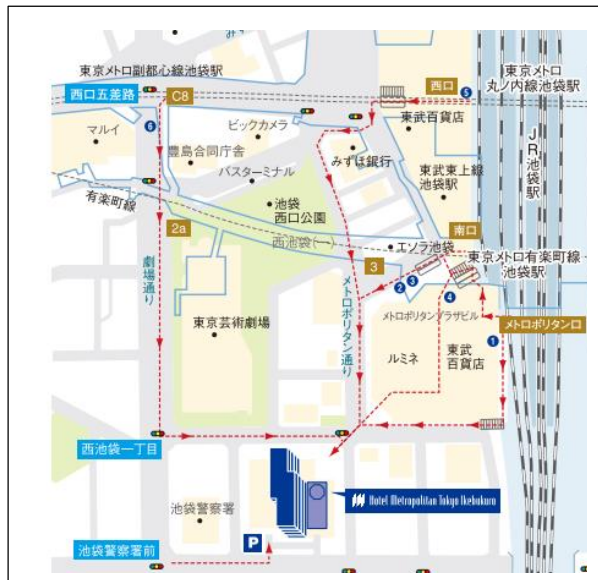 東京メトロ副都心線池袋駅
西口五差路
C8
西口
5
東京メトロ
丸ノ内線池袋駅
マルイ
6
ビックカメラ
豊島合同庁舎
バスターミナル
みずほ銀行
東武百貨店
JR池袋駅
東武東上線
池袋駅
有楽町線
池袋
西口公園
2a
西池袋(一)
エソラ池袋
南口
3
東京メトロ有楽町線
池袋駅
2
3
4
劇場通り
メトロポリタン通り
東京芸術劇場
メトロポリタンプラザビル
メトロポリタン口
1
ルミネ
東武
百貨店
西池袋一丁目
Hotel Metropolitan Tokyo Ikebukuro
池袋警察署
P
池袋警察署前